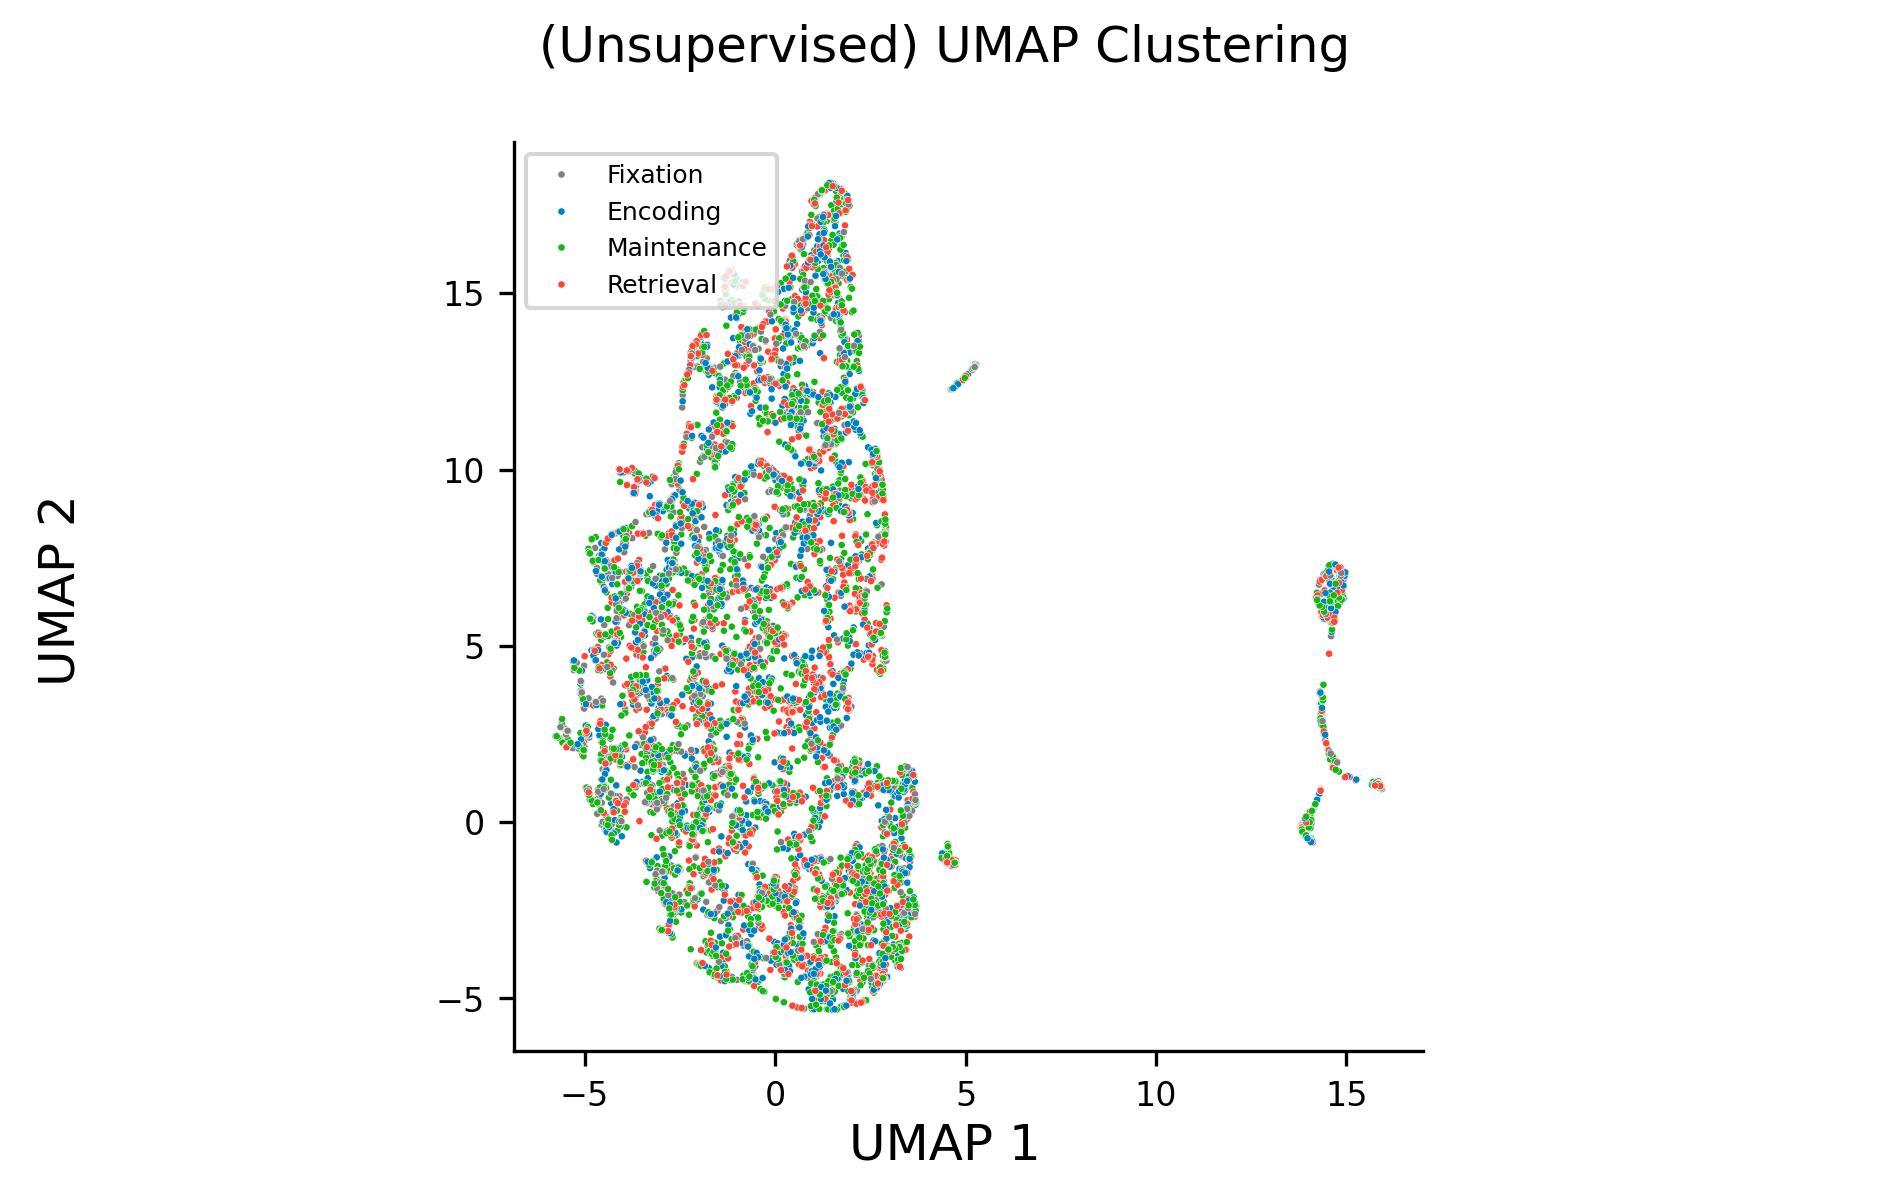 (Unsupervised) UMAP Clustering
Fixation
Encoding
Maintenance
Retrieval
UMAP 2
15
10
5
0
−5
−5
0
5
10
15
UMAP 1